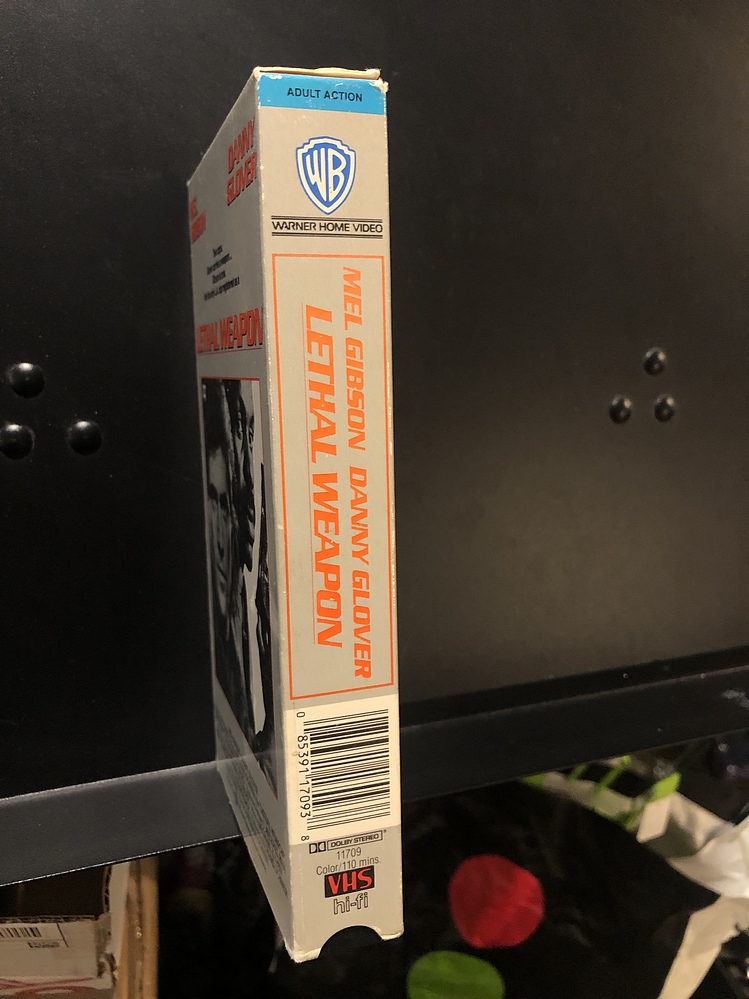 ADULT ACTION
WB
WARNER HOME VIDEO
MEL GIBSON DANNY GLOVER
LETHAL WEAPON
0 85391 17093 8
DOLBY STEREO
11709
Color/110 mins.
VHS
hi-fi
DANNY
GLOVER
LETHAL WEAPON